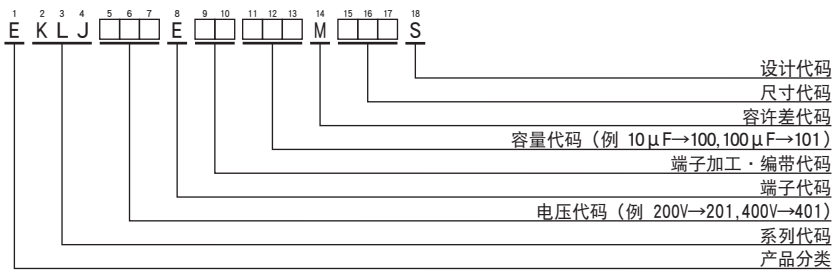 1 2 3 4 5 6 7 8 9 10 11 12 13 14 15 16 17 18
E K L J □□□ E □□ □□□ M □□□ S
设计代码
尺寸代码
容许差代码
容量代码（例 10μF→100,100μF→101）
端子加工・编带代码
端子代码
电压代码（例 200V→201,400V→401）
系列代码
产品分类